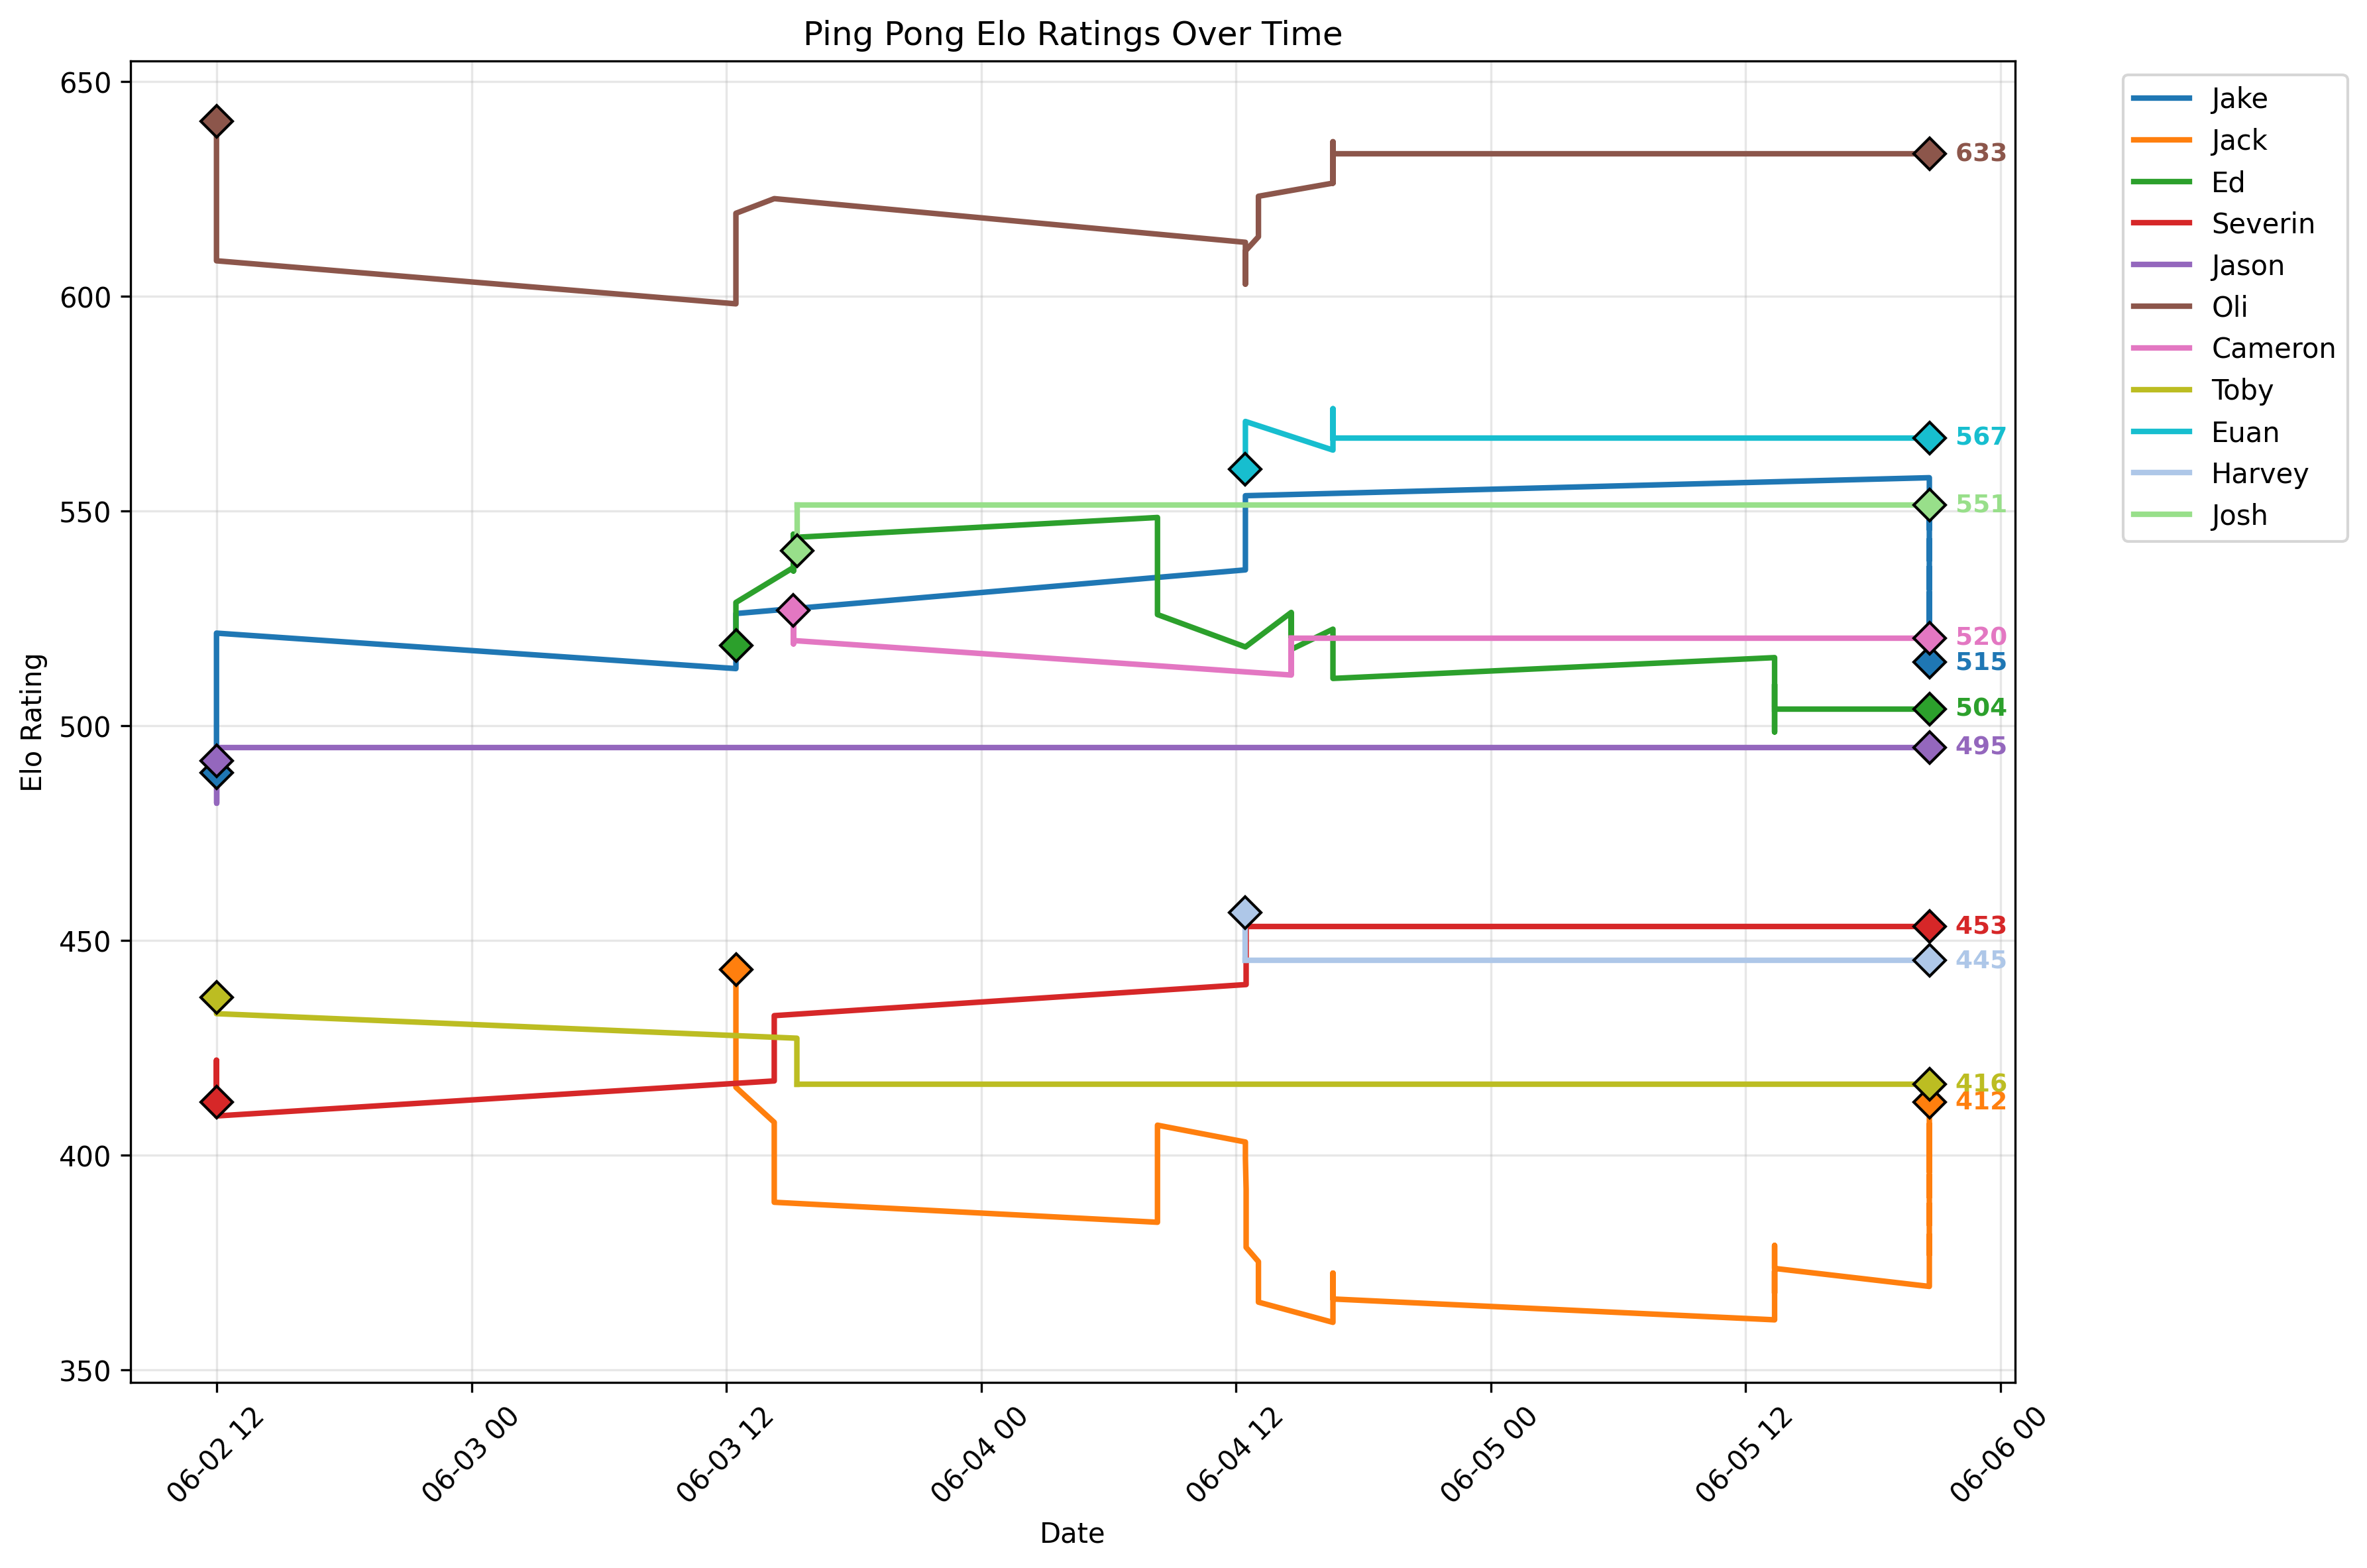 Ping Pong Elo Ratings Over Time
Elo Rating
650
600
550
500
450
400
350
633
567
551
520
515
504
495
453
445
416
412
06-02 12
06-03 00
06-03 12
06-04 00
06-04 12
06-05 00
06-05 12
06-06 00
Date
Jake
Jack
Ed
Severin
Jason
Oli
Cameron
Toby
Euan
Harvey
Josh